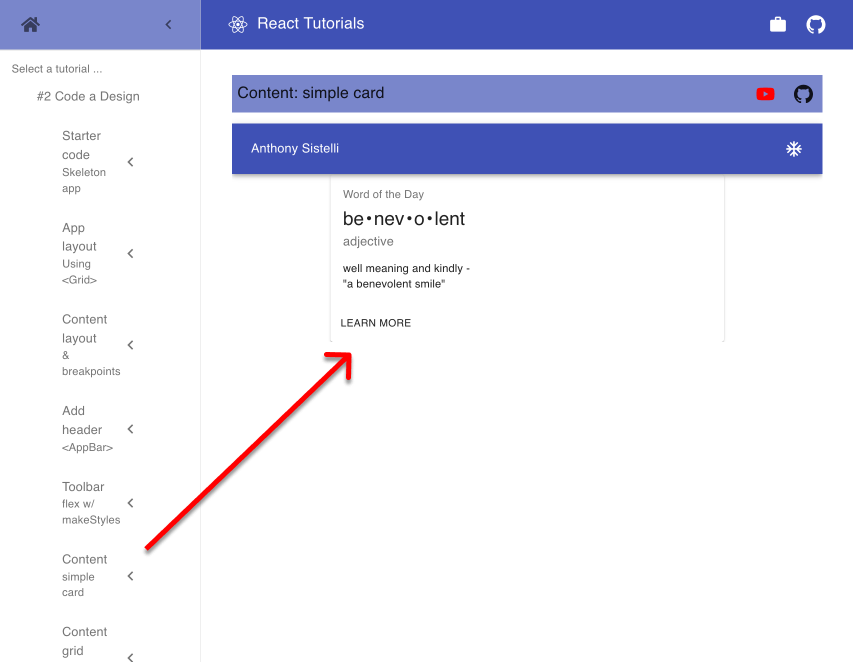 React Tutorials
Select a tutorial ...
#2 Code a Design
Starter
code
Skeleton
app
App
layout
Using
<Grid>
Content
layout
&
breakpoints
Add
header
<AppBar>
Toolbar
flex w/
makeStyles
Content
simple
card
Content
grid
Content: simple card
Anthony Sistelli
Word of the Day
be•nev•o•lent
adjective
well meaning and kindly -
"a benevolent smile"
LEARN MORE